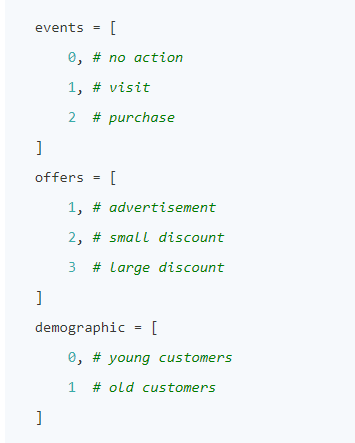 events = [
    0, # no action
    1, # visit
    2  # purchase
]
offers = [
    1, # advertisement
    2, # small discount
    3  # large discount
]
demographic = [
    0, # young customers
    1  # old customers
]